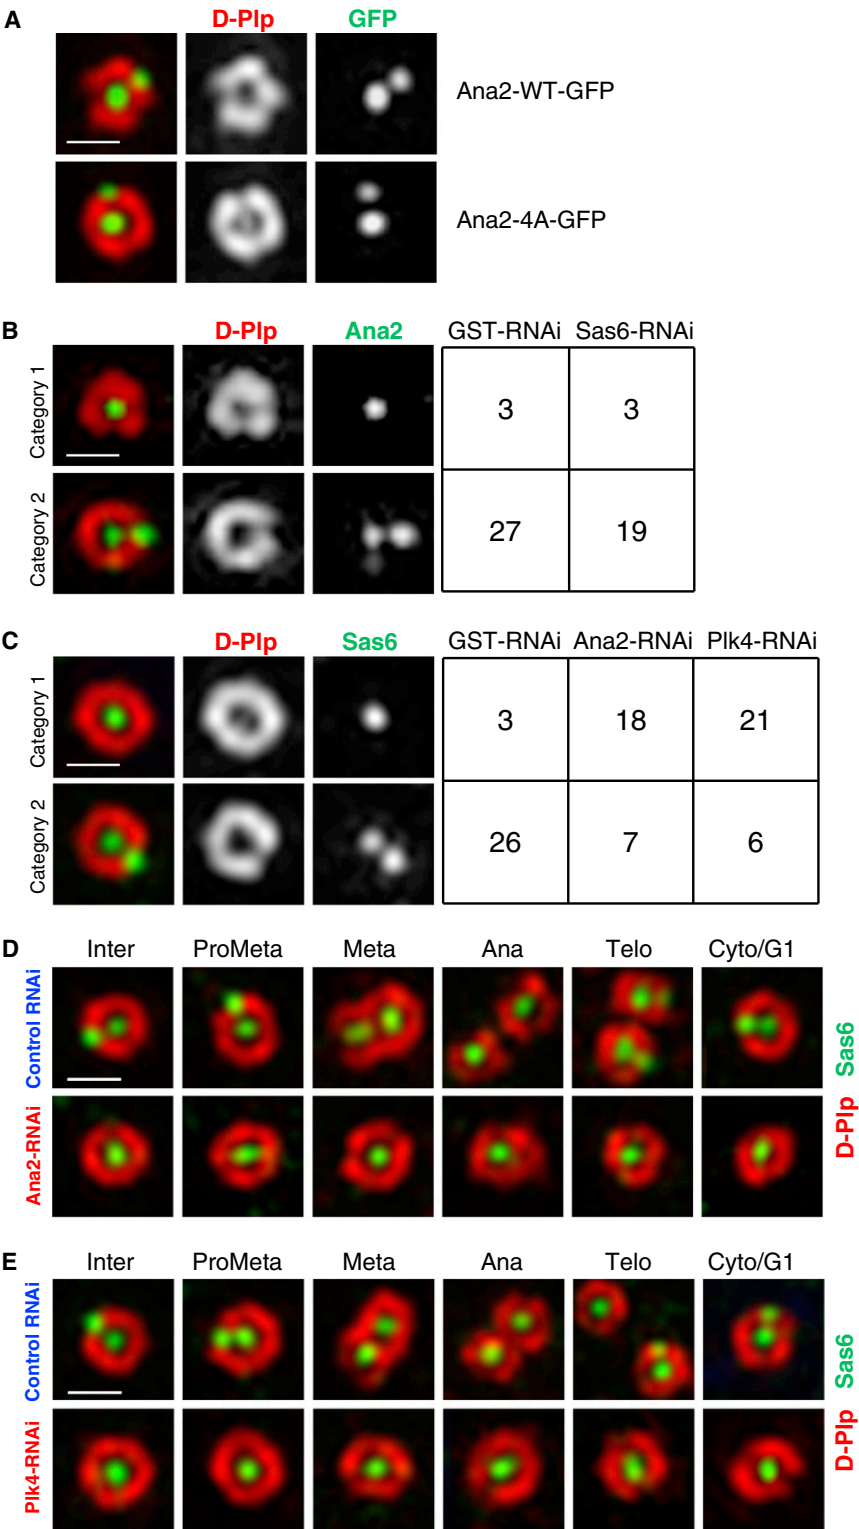 A
D-Plp GFP
Ana2-WT-GFP
Ana2-4A-GFP
B
D-Plp Ana2 GST-RNAi Sas6-RNAi
Category 1
3 3
Category 2
27 19
C
D-Plp Sas6 GST-RNAi Ana2-RNAi Plk4-RNAi
Category 1
3 18 21
Category 2
26 7 6
D
Inter ProMeta Meta Ana Telo Cyto/G1
Control RNAi
Ana2-RNAi
Sas6
D-Plp
E
Inter ProMeta Meta Ana Telo Cyto/G1
Control RNAi
Plk4-RNAi
Sas6
D-Plp